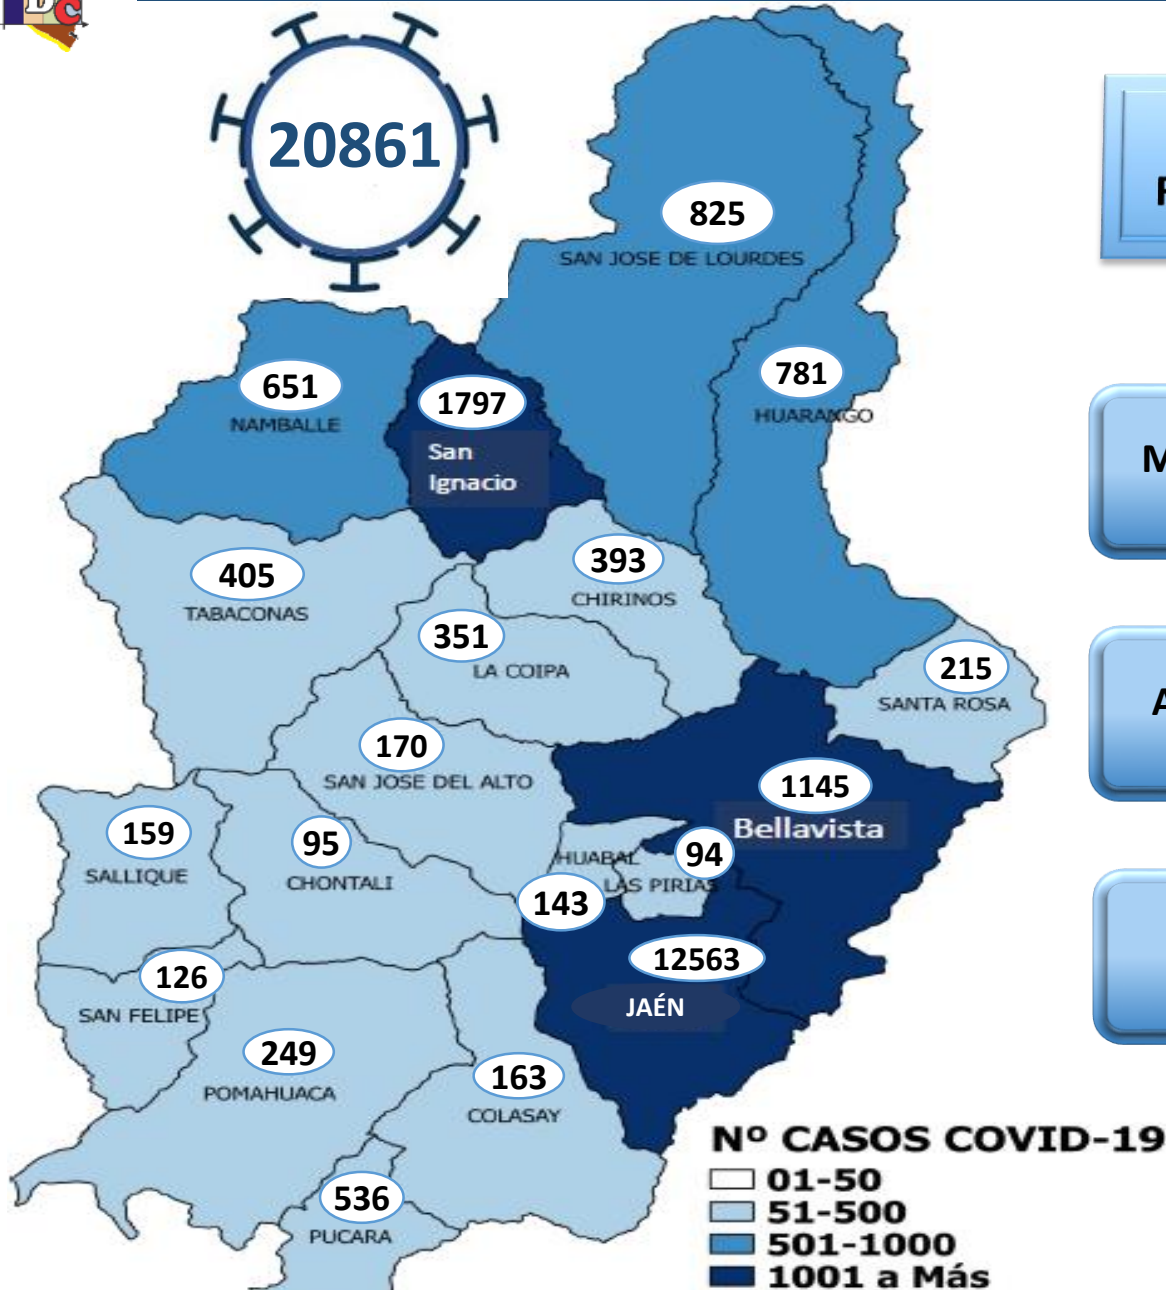 DC
20861
825
SAN JOSE DE LOURDES
781
HUARANGO
651
NAMBALLE
1797
San
Ignacio
405
TABACONAS
393
CHIRINOS
351
LA COIPA
215
SANTA ROSA
170
SAN JOSE DEL ALTO
1145
Bellavista
159
SALLIQUE
95
CHONTALI
HUABAL
94
LAS PIRIAS
143
12563
JAÉN
126
SAN FELIPE
249
POMAHUACA
163
COLASAY
536
PUCARA
Nº CASOS COVID-19
01-50
51-500
501-1000
1001 a Más
M